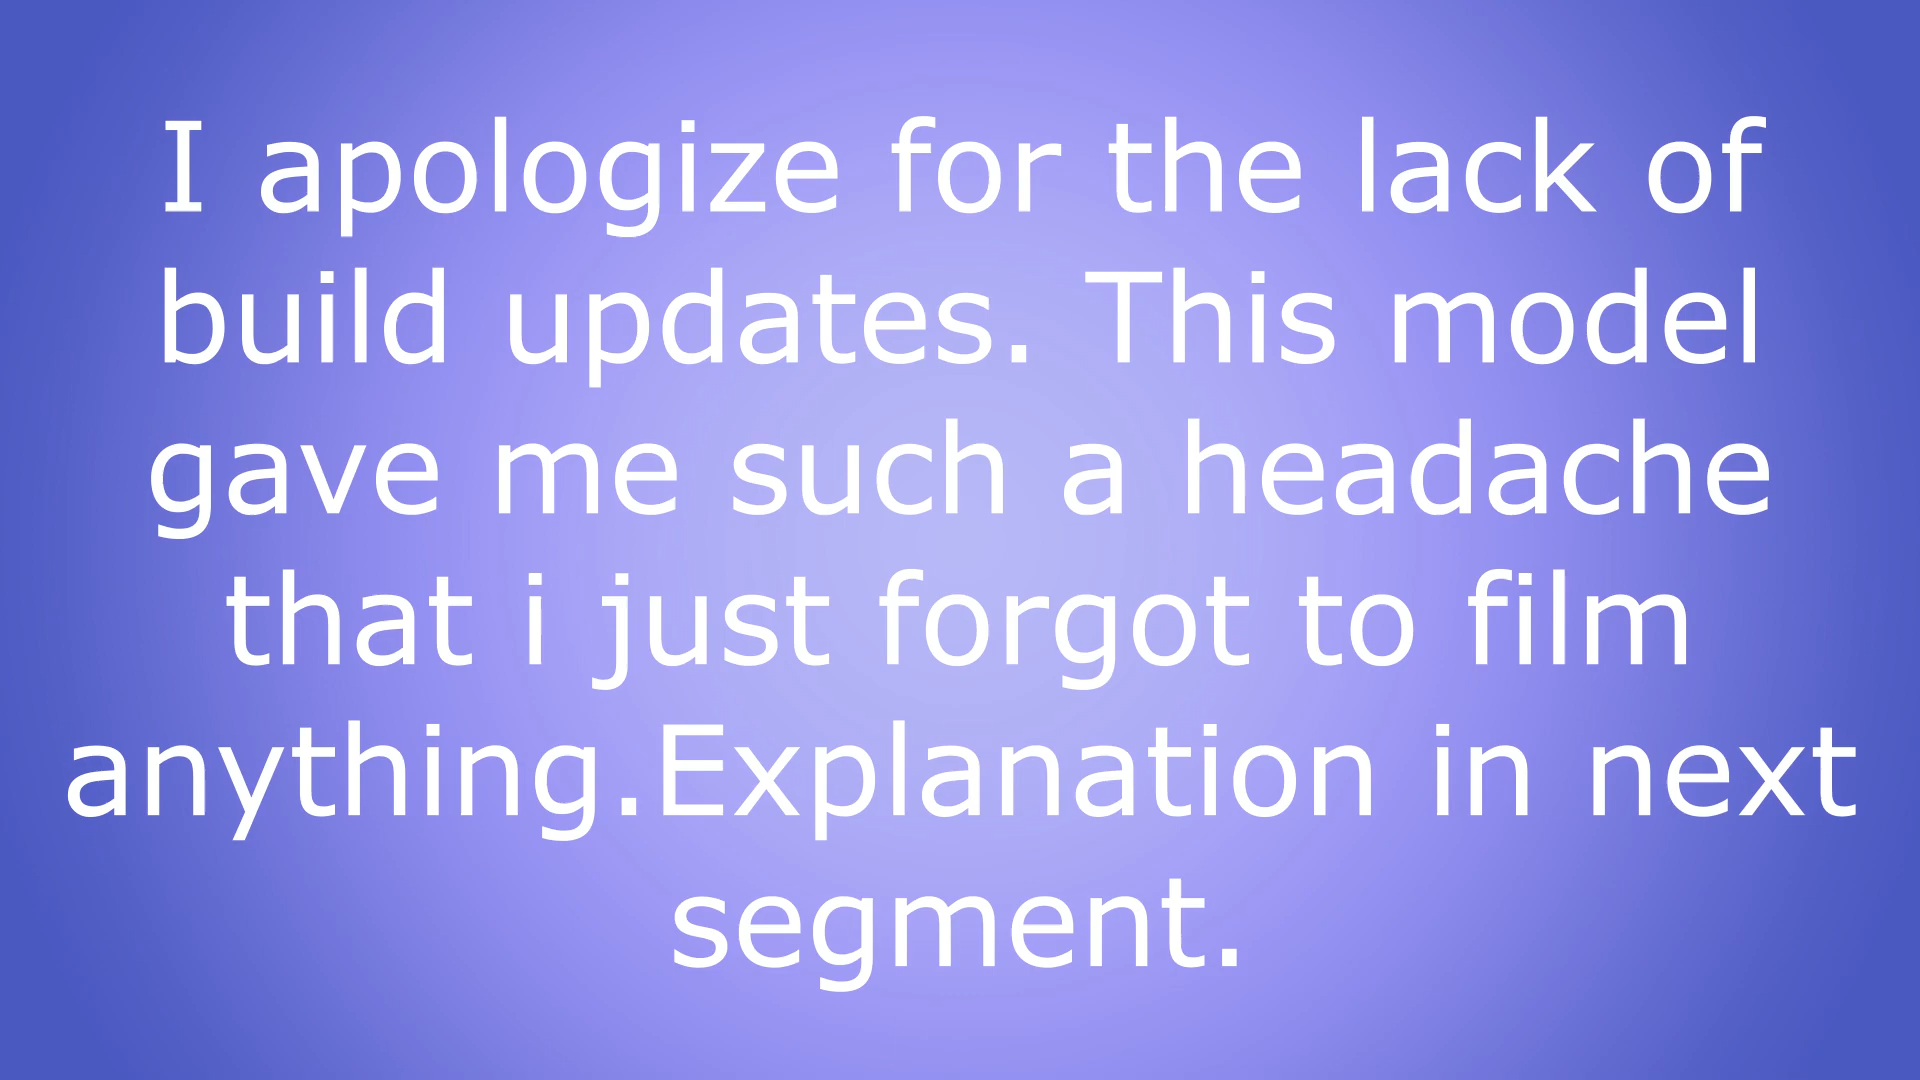 I apologize for the lack of
build updates. This model
gave me such a headache
that i just forgot to film
anything.Explanation in next
segment.